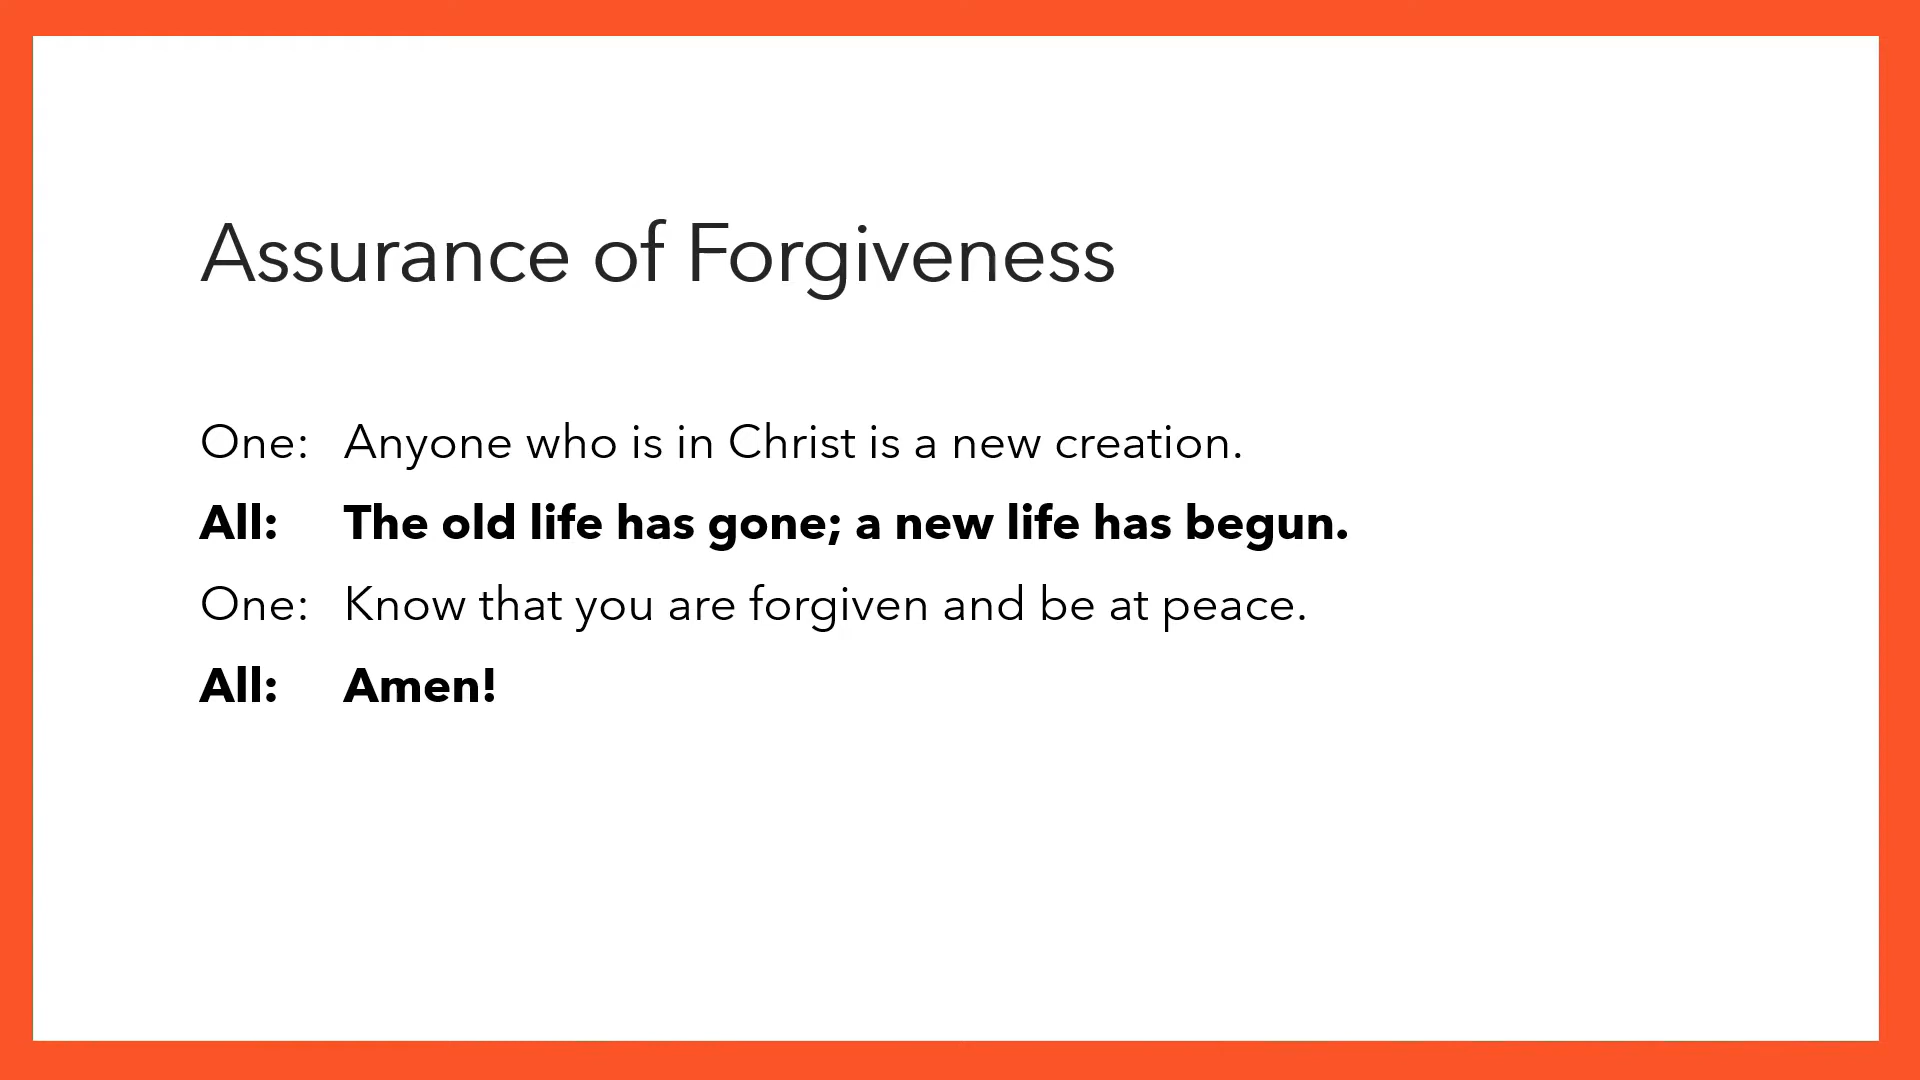 Assurance of Forgiveness
One: Anyone who is in Christ is a new creation.
All: The old life has gone; a new life has begun.
One: Know that you are forgiven and be at peace.
All: Amen!